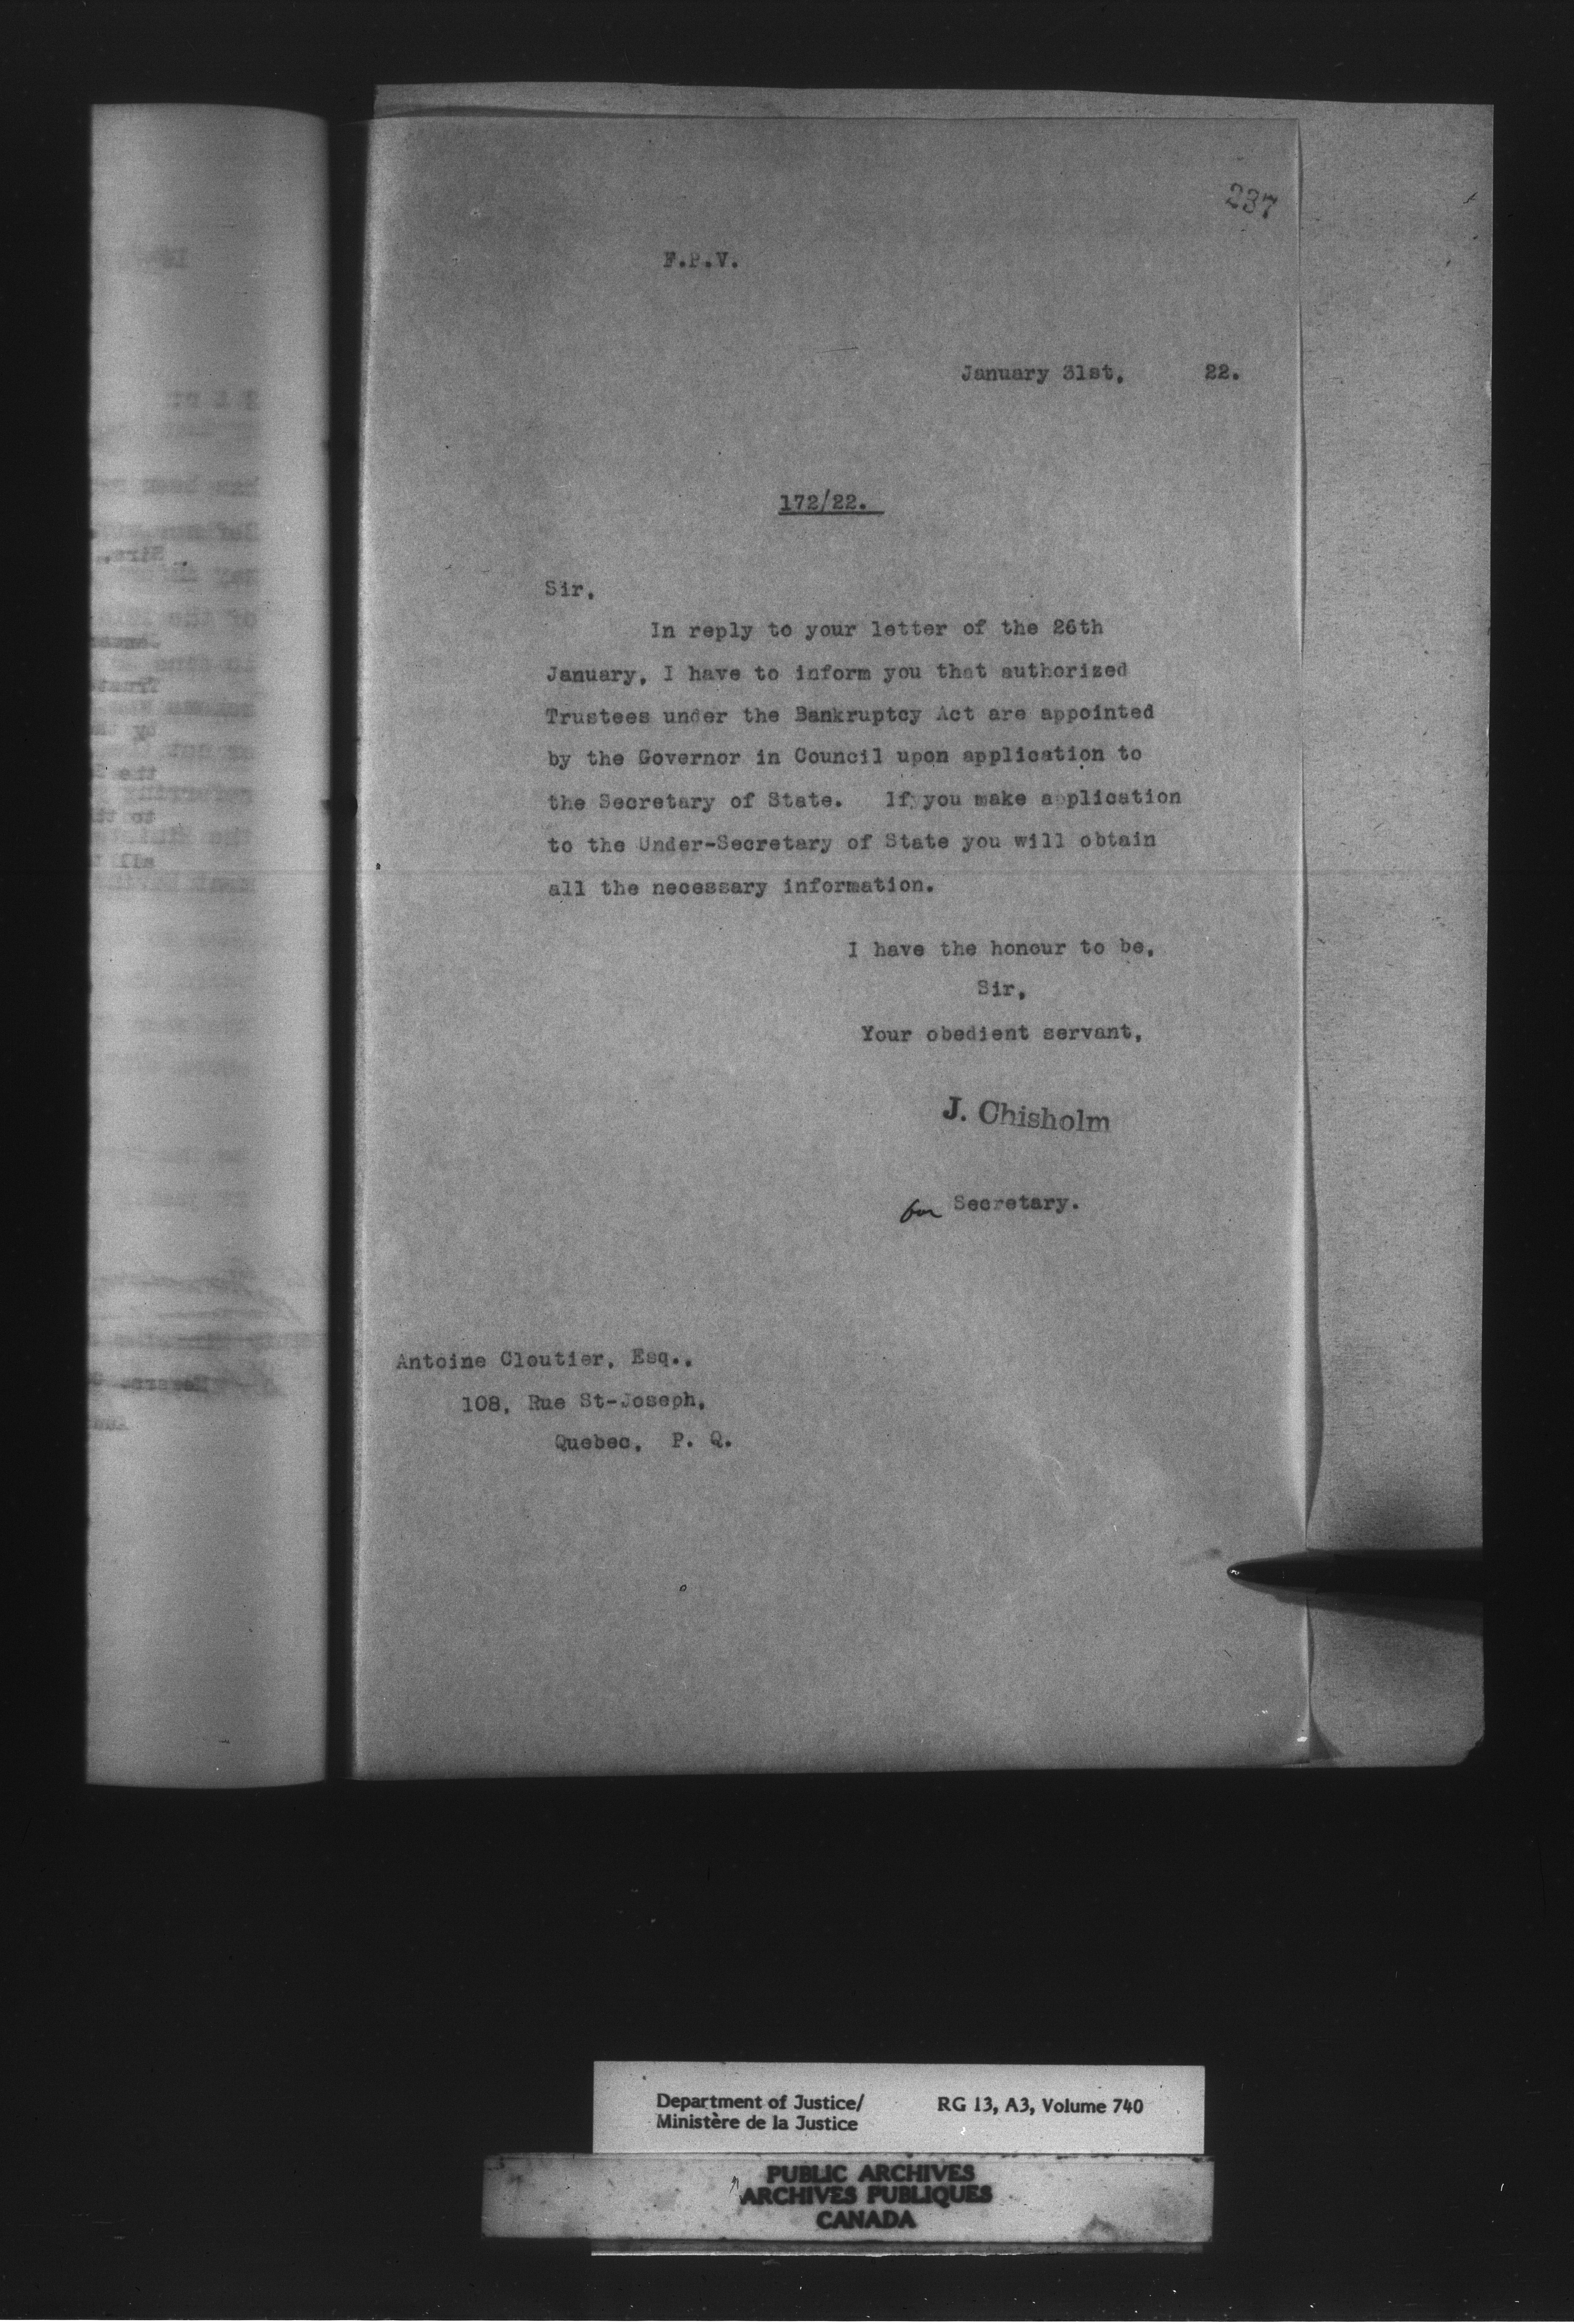 237
F.P.V.
January 31st, 22.
172/22.
Sir,
In reply to your letter of the 26th
January, I have to inform you that authorized
Trustees under the Bankruptcy Act are appointed
by the Governor in Council upon application to
the Secretary of State. If you make application
to the Under-Secretary of State you will obtain
all the necessary information.
I have the honour to be,
Sir,
Your obedient servant,
J. Chisholm
for Secretary.
Antoine Cloutier, Esq.,
108, Rue St-Joseph,
Quebec, P. Q.
Department of Justice/ RG 13, A3, Volume 740
Ministère de la Justice
PUBLIC ARCHIVES
ARCHIVES PUBLIQUES
CANADA